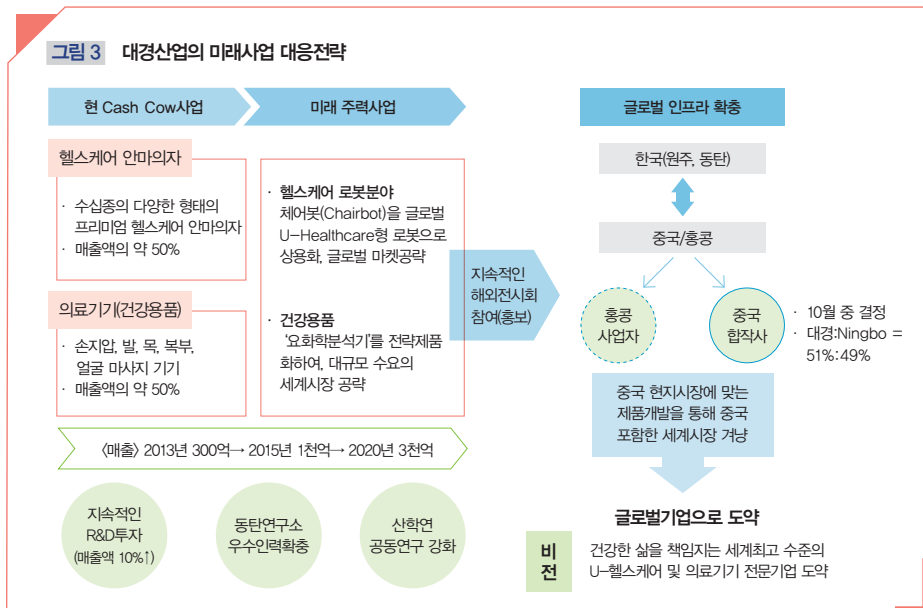 그림 3 대경산업의 미래사업 대응전략
현 Cash Cow사업
미래 주력사업
헬스케어 안마의자
· 수십종의 다양한 형태의
프리미엄 헬스케어 안마의자
· 매출액의 약 50%
의료기기(건강용품)
· 손지압, 발, 목, 복부,
얼굴 마사지 기기
· 매출액의 약 50%
· 헬스케어 로봇분야
체어봇(Chairbot)을 글로벌
U-Healthcare형 로봇으로
상용화, 글로벌 마켓공략
· 건강용품
'요화학분석기'를 전략제품
화하여, 대규모 수요의
세계시장 공략
지속적인
해외전시회
참여(홍보)
〈매출〉 2013년 300억→ 2015년 1천억→ 2020년 3천억
지속적인
R&D투자
(매출액 10%↑)
동탄연구소
우수인력확충
산학연
공동연구 강화
글로벌 인프라 확충
한국(원주, 동탄)
중국/홍콩
홍콩
사업자
중국
합작사
· 10월 중 결정
· 대경:Ningbo =
51%:49%
중국 현지시장에 맞는
제품개발을 통해 중국
포함한 세계시장 겨냥
글로벌기업으로 도약
비
전
건강한 삶을 책임지는 세계최고 수준의
U-헬스케어 및 의료기기 전문기업 도약